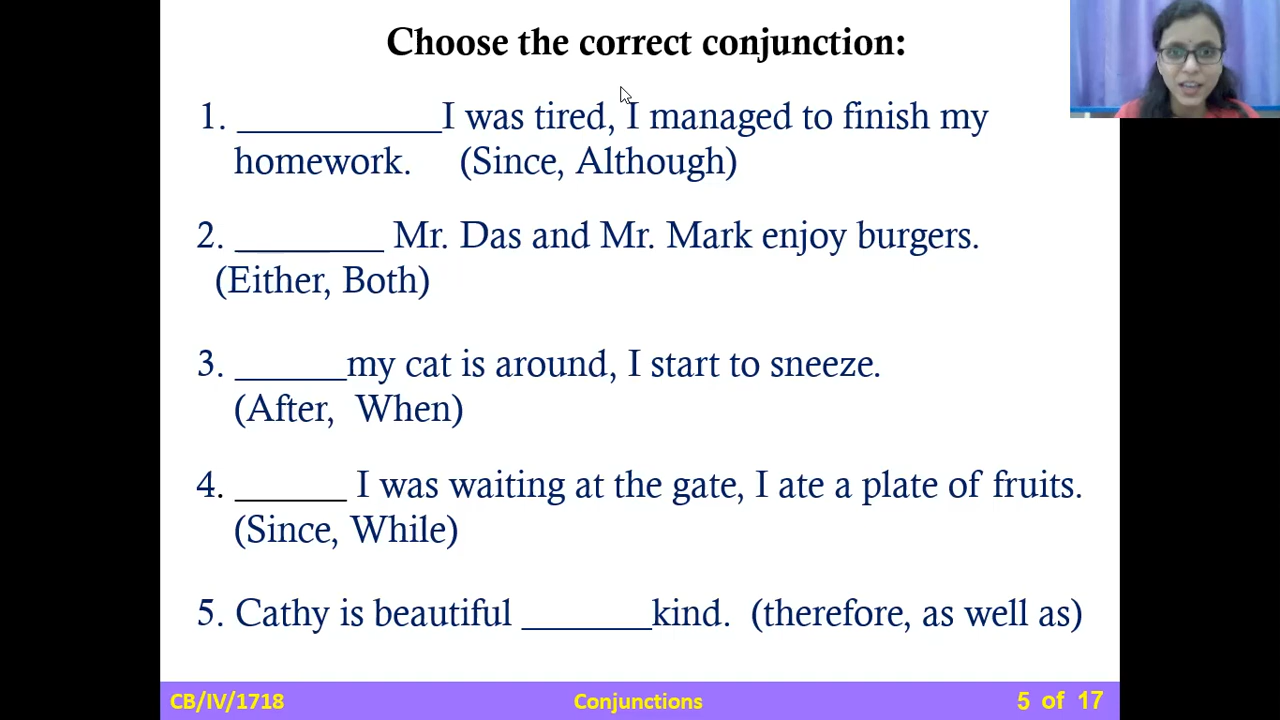 Choose the correct conjunction:
1. ___________I was tired, I managed to finish my
homework. (Since, Although)
2. ________ Mr. Das and Mr. Mark enjoy burgers.
(Either, Both)
3. ______my cat is around, I start to sneeze.
(After, When)
4. ______ I was waiting at the gate, I ate a plate of fruits.
(Since, While)
5. Cathy is beautiful _______kind. (therefore, as well as)
CB/IV/1718 Conjunctions 5 of 17